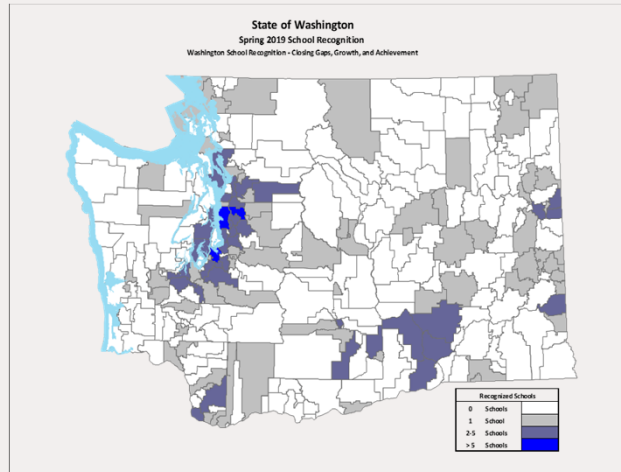 State of Washington
Spring 2019 School Recognition
Washington School Recognition - Closing Gaps, Growth, and Achievement
Recognized Schools
0 Schools
1 School
2-5 Schools
> 5 Schools